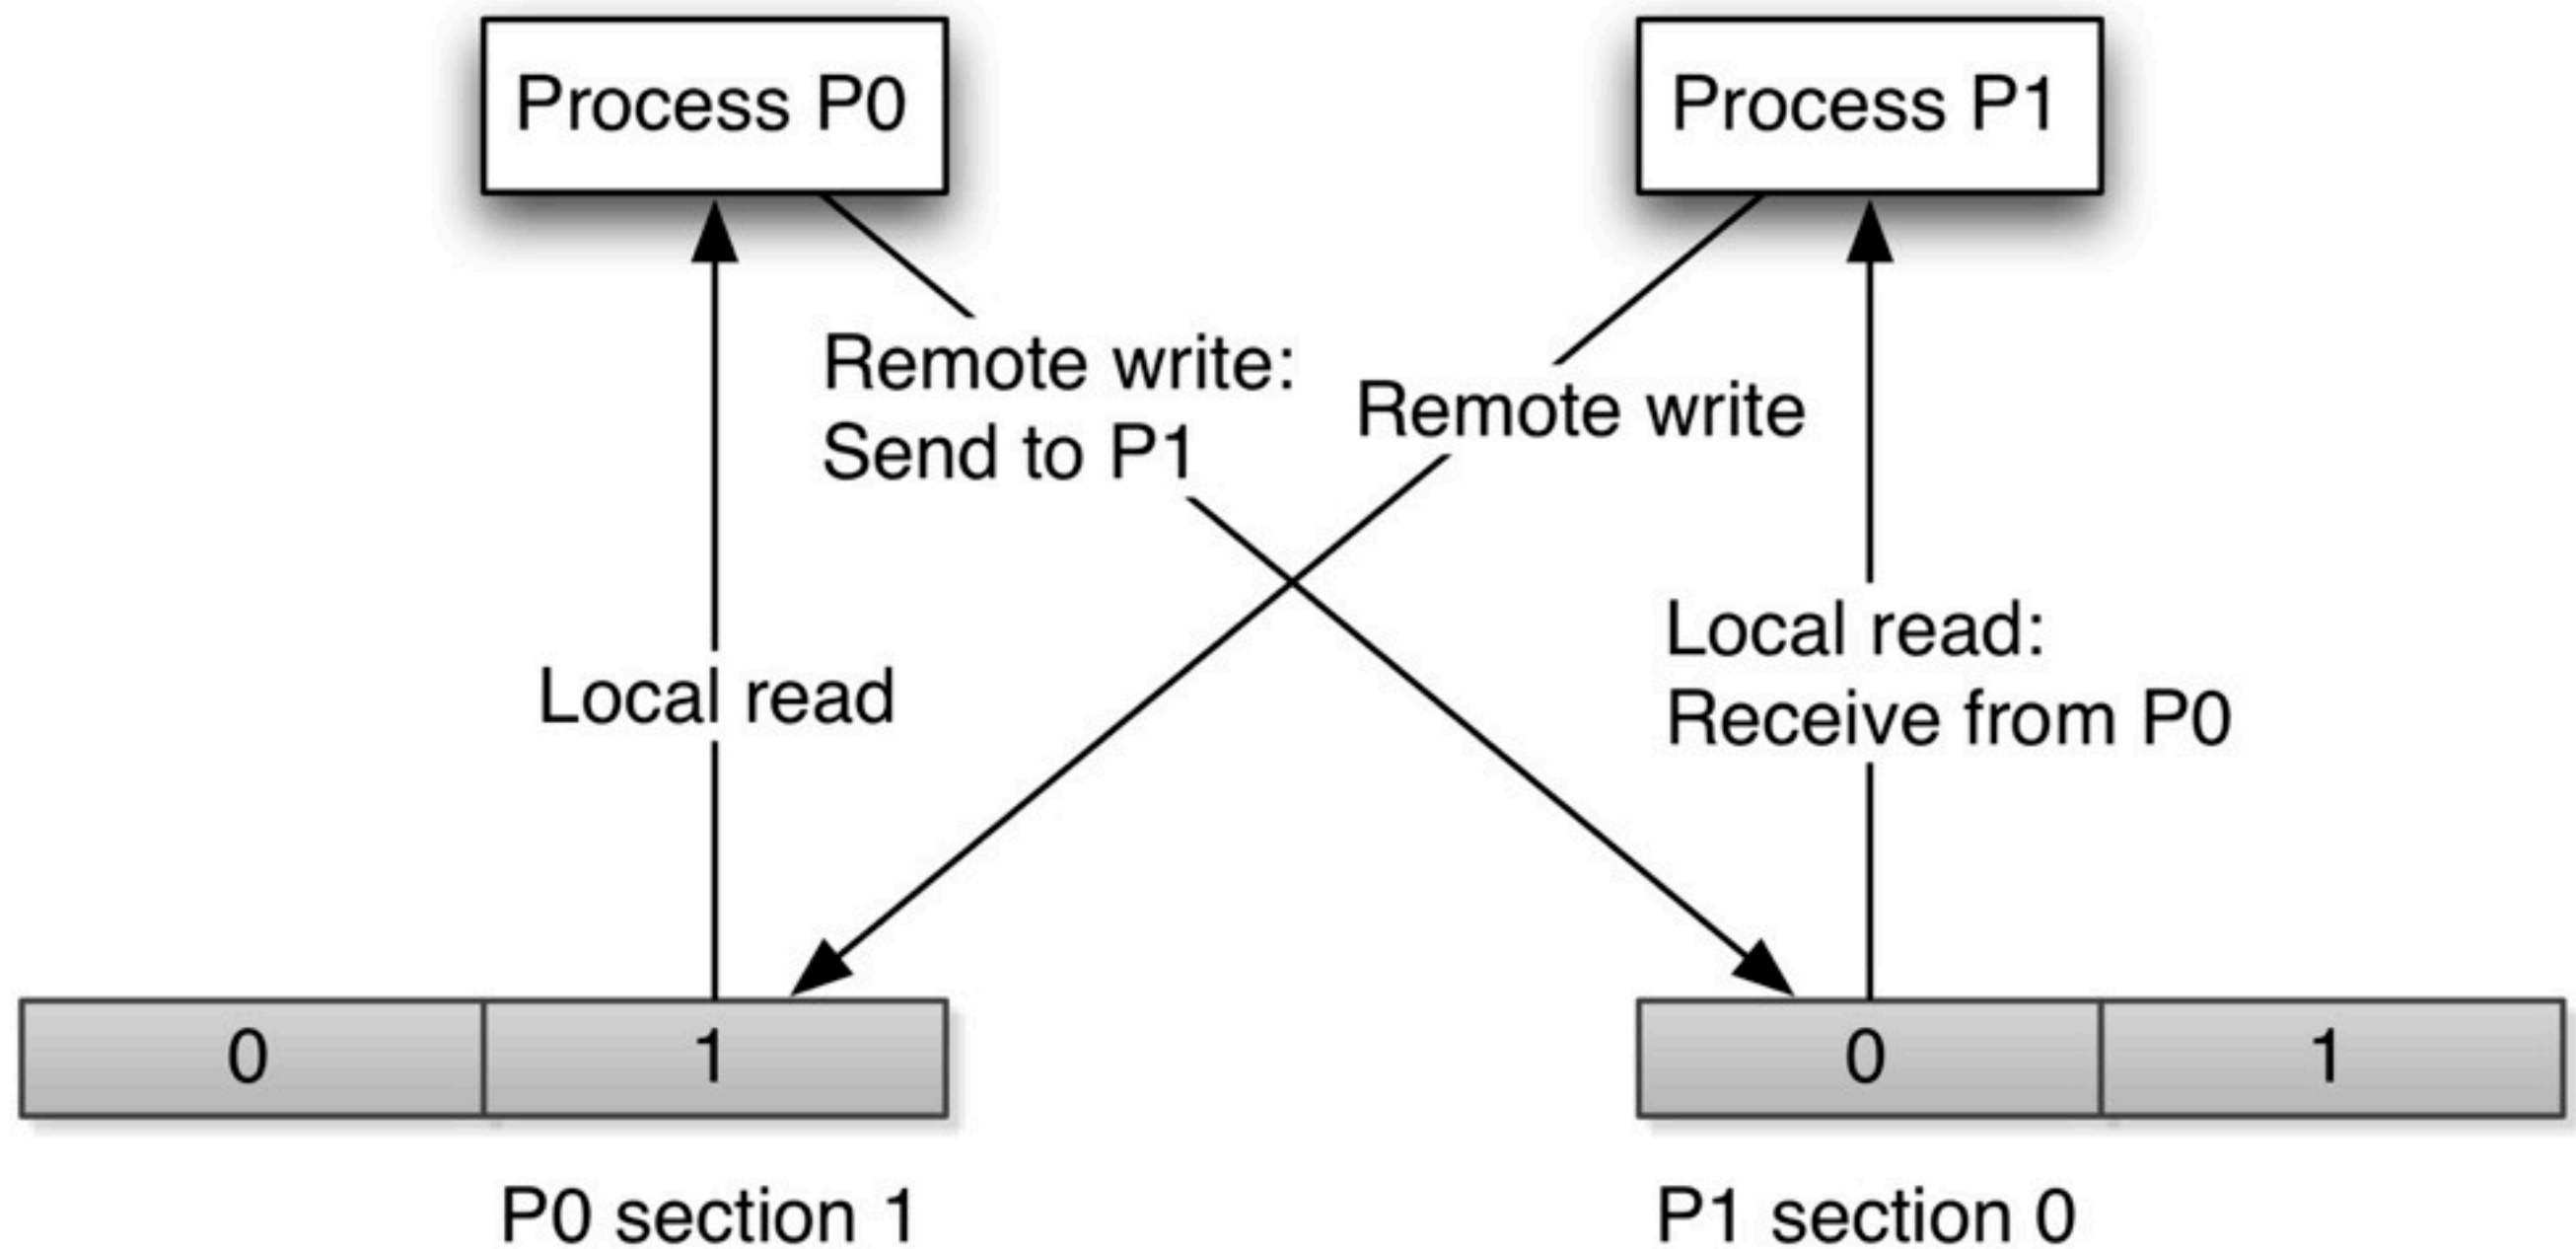 Process P0
Process P1
Remote write:
Send to P1
Remote write
Local read:
Receive from P0
Local read
0
1
0
1
P0 section 1
P1 section 0